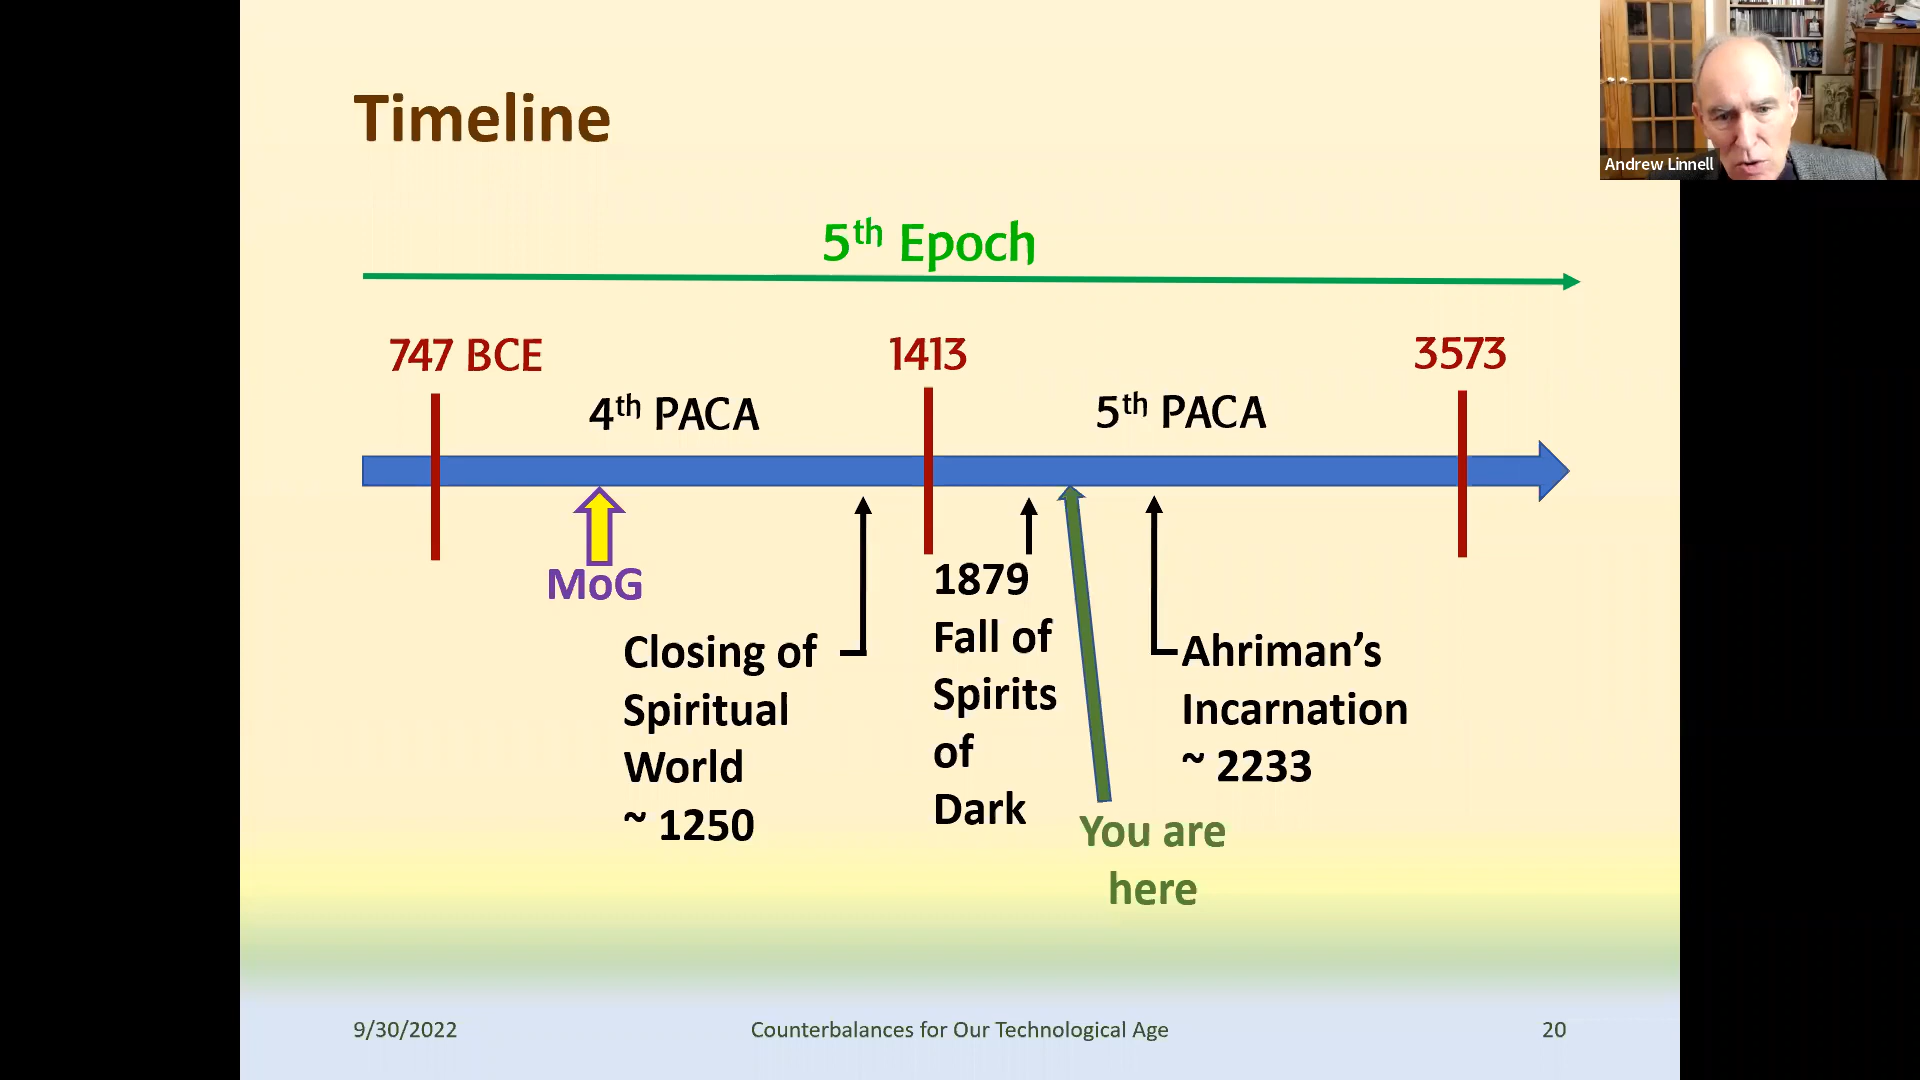 Timeline
Andrew Linnell
5th Epoch
747 BCE
1413
3573
4th PACA
5th PACA
MoG
Closing of
Spiritual
World
~ 1250
1879
Fall of
Spirits
of
Dark
You are
here
Ahriman’s
Incarnation
~ 2233
9/30/2022
Counterbalances for Our Technological Age
20